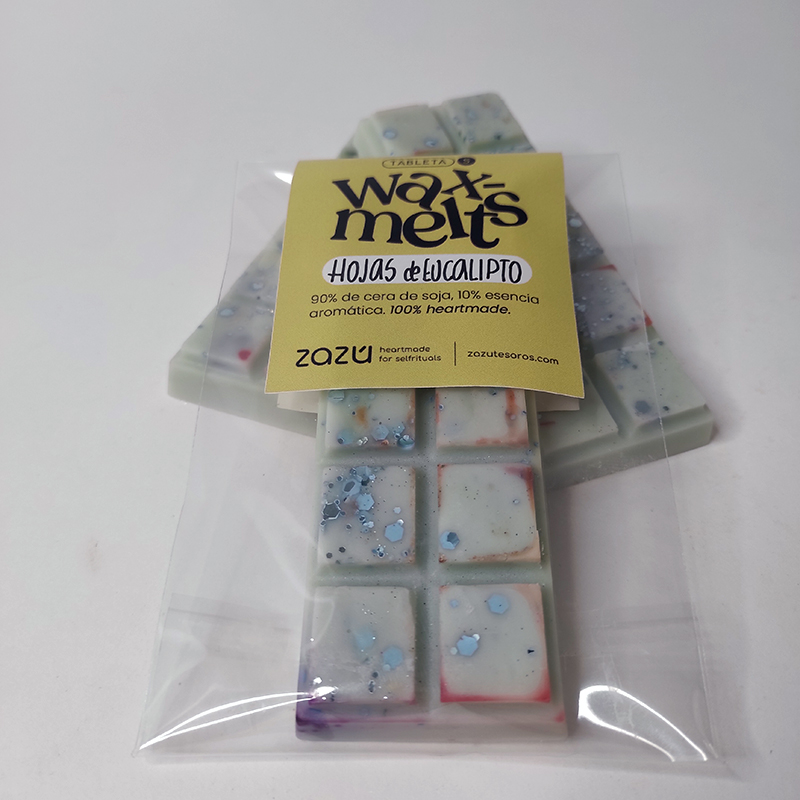 TABLETA
wax-
melts
HOJAS de EUCALIPTO
90% de cera de soja, 10% esencia
aromática. 100% heartmade.
zazú
heartmade
for selfrituals
zazutesoros.com